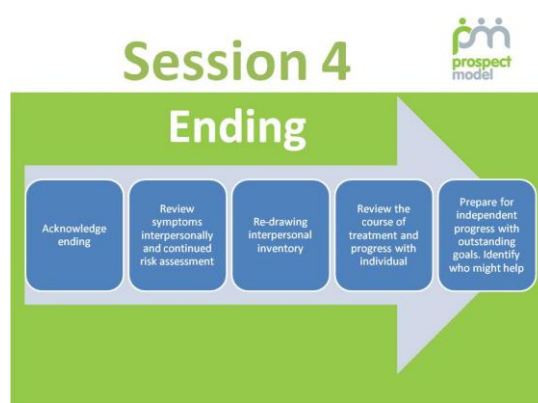 Session 4
prospect
model
Ending
Acknowledge
ending
Review
symptoms
interpersonally
and continued
risk assessment
Re-drawing
interpersonal
inventory
Review the
course of
treatment and
progress with
individual
Prepare for
independent
progress with
outstanding
goals. Identify
who might help